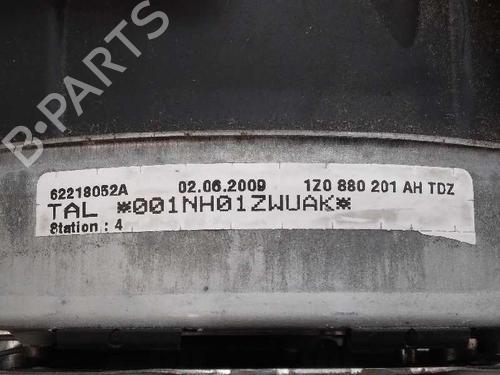 B-PARTS
62218052A 02.06.2009 1Z0 880 201 AH TDZ
TAL *001NH01ZWUAK*
Station : 4